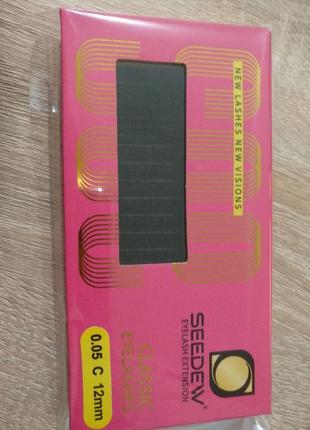 NEW LASHES NEW VISIONS
SEEDEW®
EYELASH EXTENSION
CLASSIC
EYELASHES
0.05 C 12mm